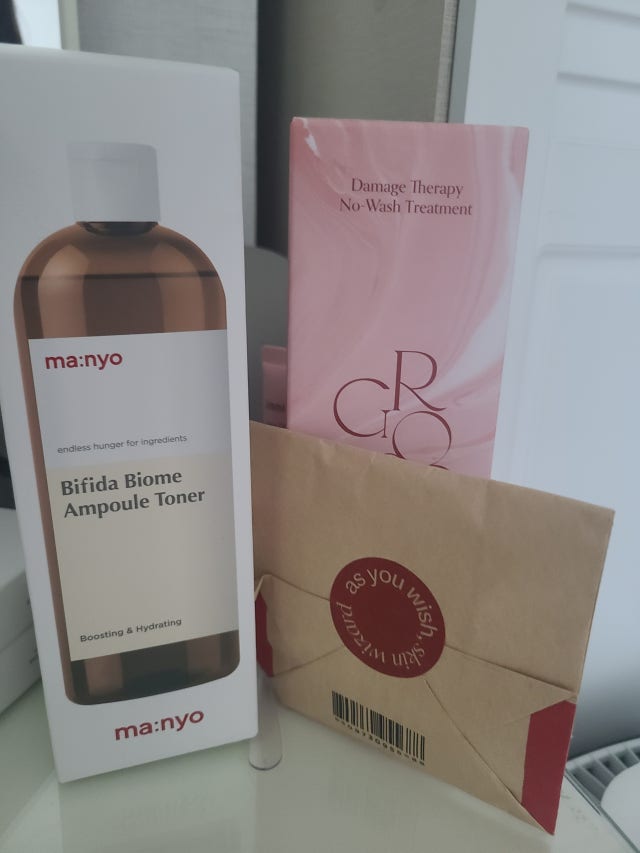 ma:nyo
endless hunger for ingredients
Bifida Biome
Ampoule Toner
Boosting & Hydrating
ma:nyo
Damage Therapy
No-Wash Treatment
R
G
O
as you wish, skin wizard